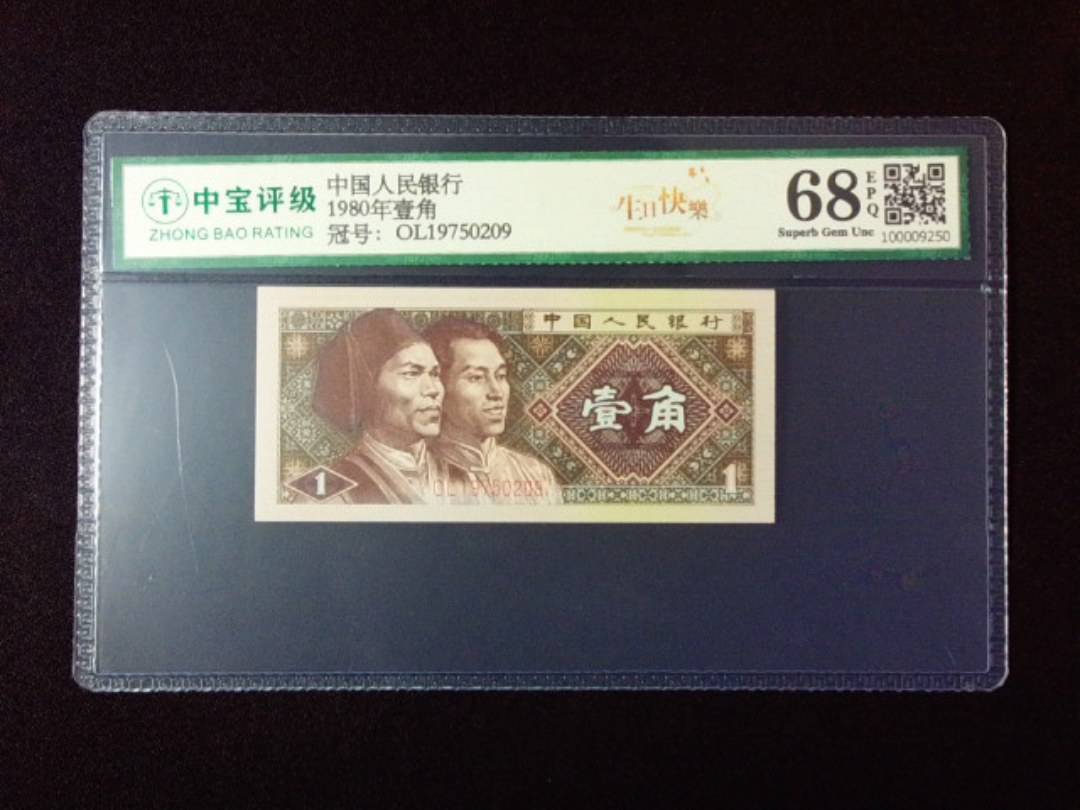 中宝评级
ZHONG BAO RATING
中国人民银行
1980年壹角
冠号: OL19750209
生日快樂
68
EPQ
Superb Gem Unc
100009250
中国人民银行
壹角
1
OL19750209
1